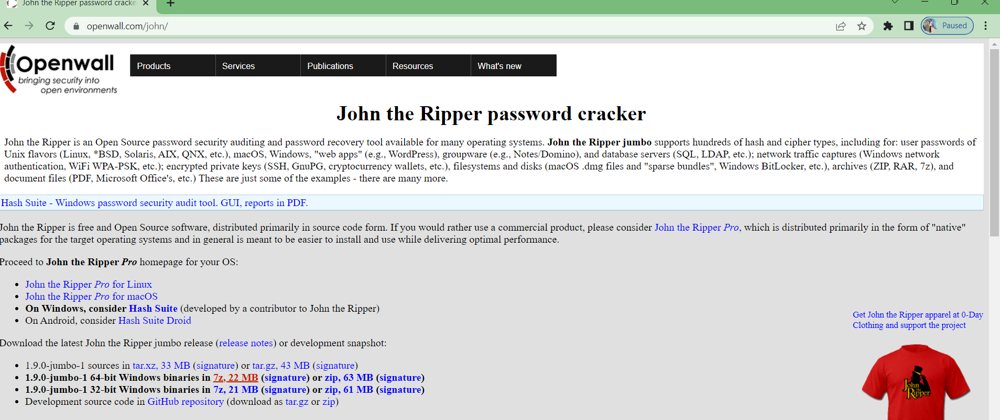 John the Ripper password cracke
openwall.com/john/
Paused
Openwall
bringing security into
open environments
Products
Services
Publications
Resources
What's new
John the Ripper password cracker
John the Ripper is an Open Source password security auditing and password recovery tool available for many operating systems. John the Ripper jumbo supports hundreds of hash and cipher types, including for: user passwords of
Unix flavors (Linux, *BSD, Solaris, AIX, QNX, etc.), macOS, Windows, "web apps" (e.g., WordPress), groupware (e.g., Notes/Domino), and database servers (SQL, LDAP, etc.); network traffic captures (Windows network
authentication, WiFi WPA-PSK, etc.); encrypted private keys (SSH, GnuPG, cryptocurrency wallets, etc.), filesystems and disks (macOS .dmg files and "sparse bundles", Windows BitLocker, etc.), archives (ZIP, RAR, 7z), and
document files (PDF, Microsoft Office's, etc.) These are just some of the examples - there are many more.
Hash Suite - Windows password security audit tool. GUI, reports in PDF.
John the Ripper is free and Open Source software, distributed primarily in source code form. If you would rather use a commercial product, please consider John the Ripper Pro, which is distributed primarily in the form of "native"
packages for the target operating systems and in general is meant to be easier to install and use while delivering optimal performance.
Proceed to John the Ripper Pro homepage for your OS:
• John the Ripper Pro for Linux
• John the Ripper Pro for macOS
• On Windows, consider Hash Suite (developed by a contributor to John the Ripper)
• On Android, consider Hash Suite Droid
Get John the Ripper apparel at 0-Day
Clothing and support the project
Download the latest John the Ripper jumbo release (release notes) or development snapshot:
• 1.9.0-jumbo-1 sources in tar.xz, 33 MB (signature) or tar.gz, 43 MB (signature)
• 1.9.0-jumbo-1 64-bit Windows binaries in 7z, 22 MB (signature) or zip, 63 MB (signature)
• 1.9.0-jumbo-1 32-bit Windows binaries in 7z, 21 MB (signature) or zip, 61 MB (signature)
• Development source code in GitHub repository (download as tar.gz or zip)
John
the
Ripper